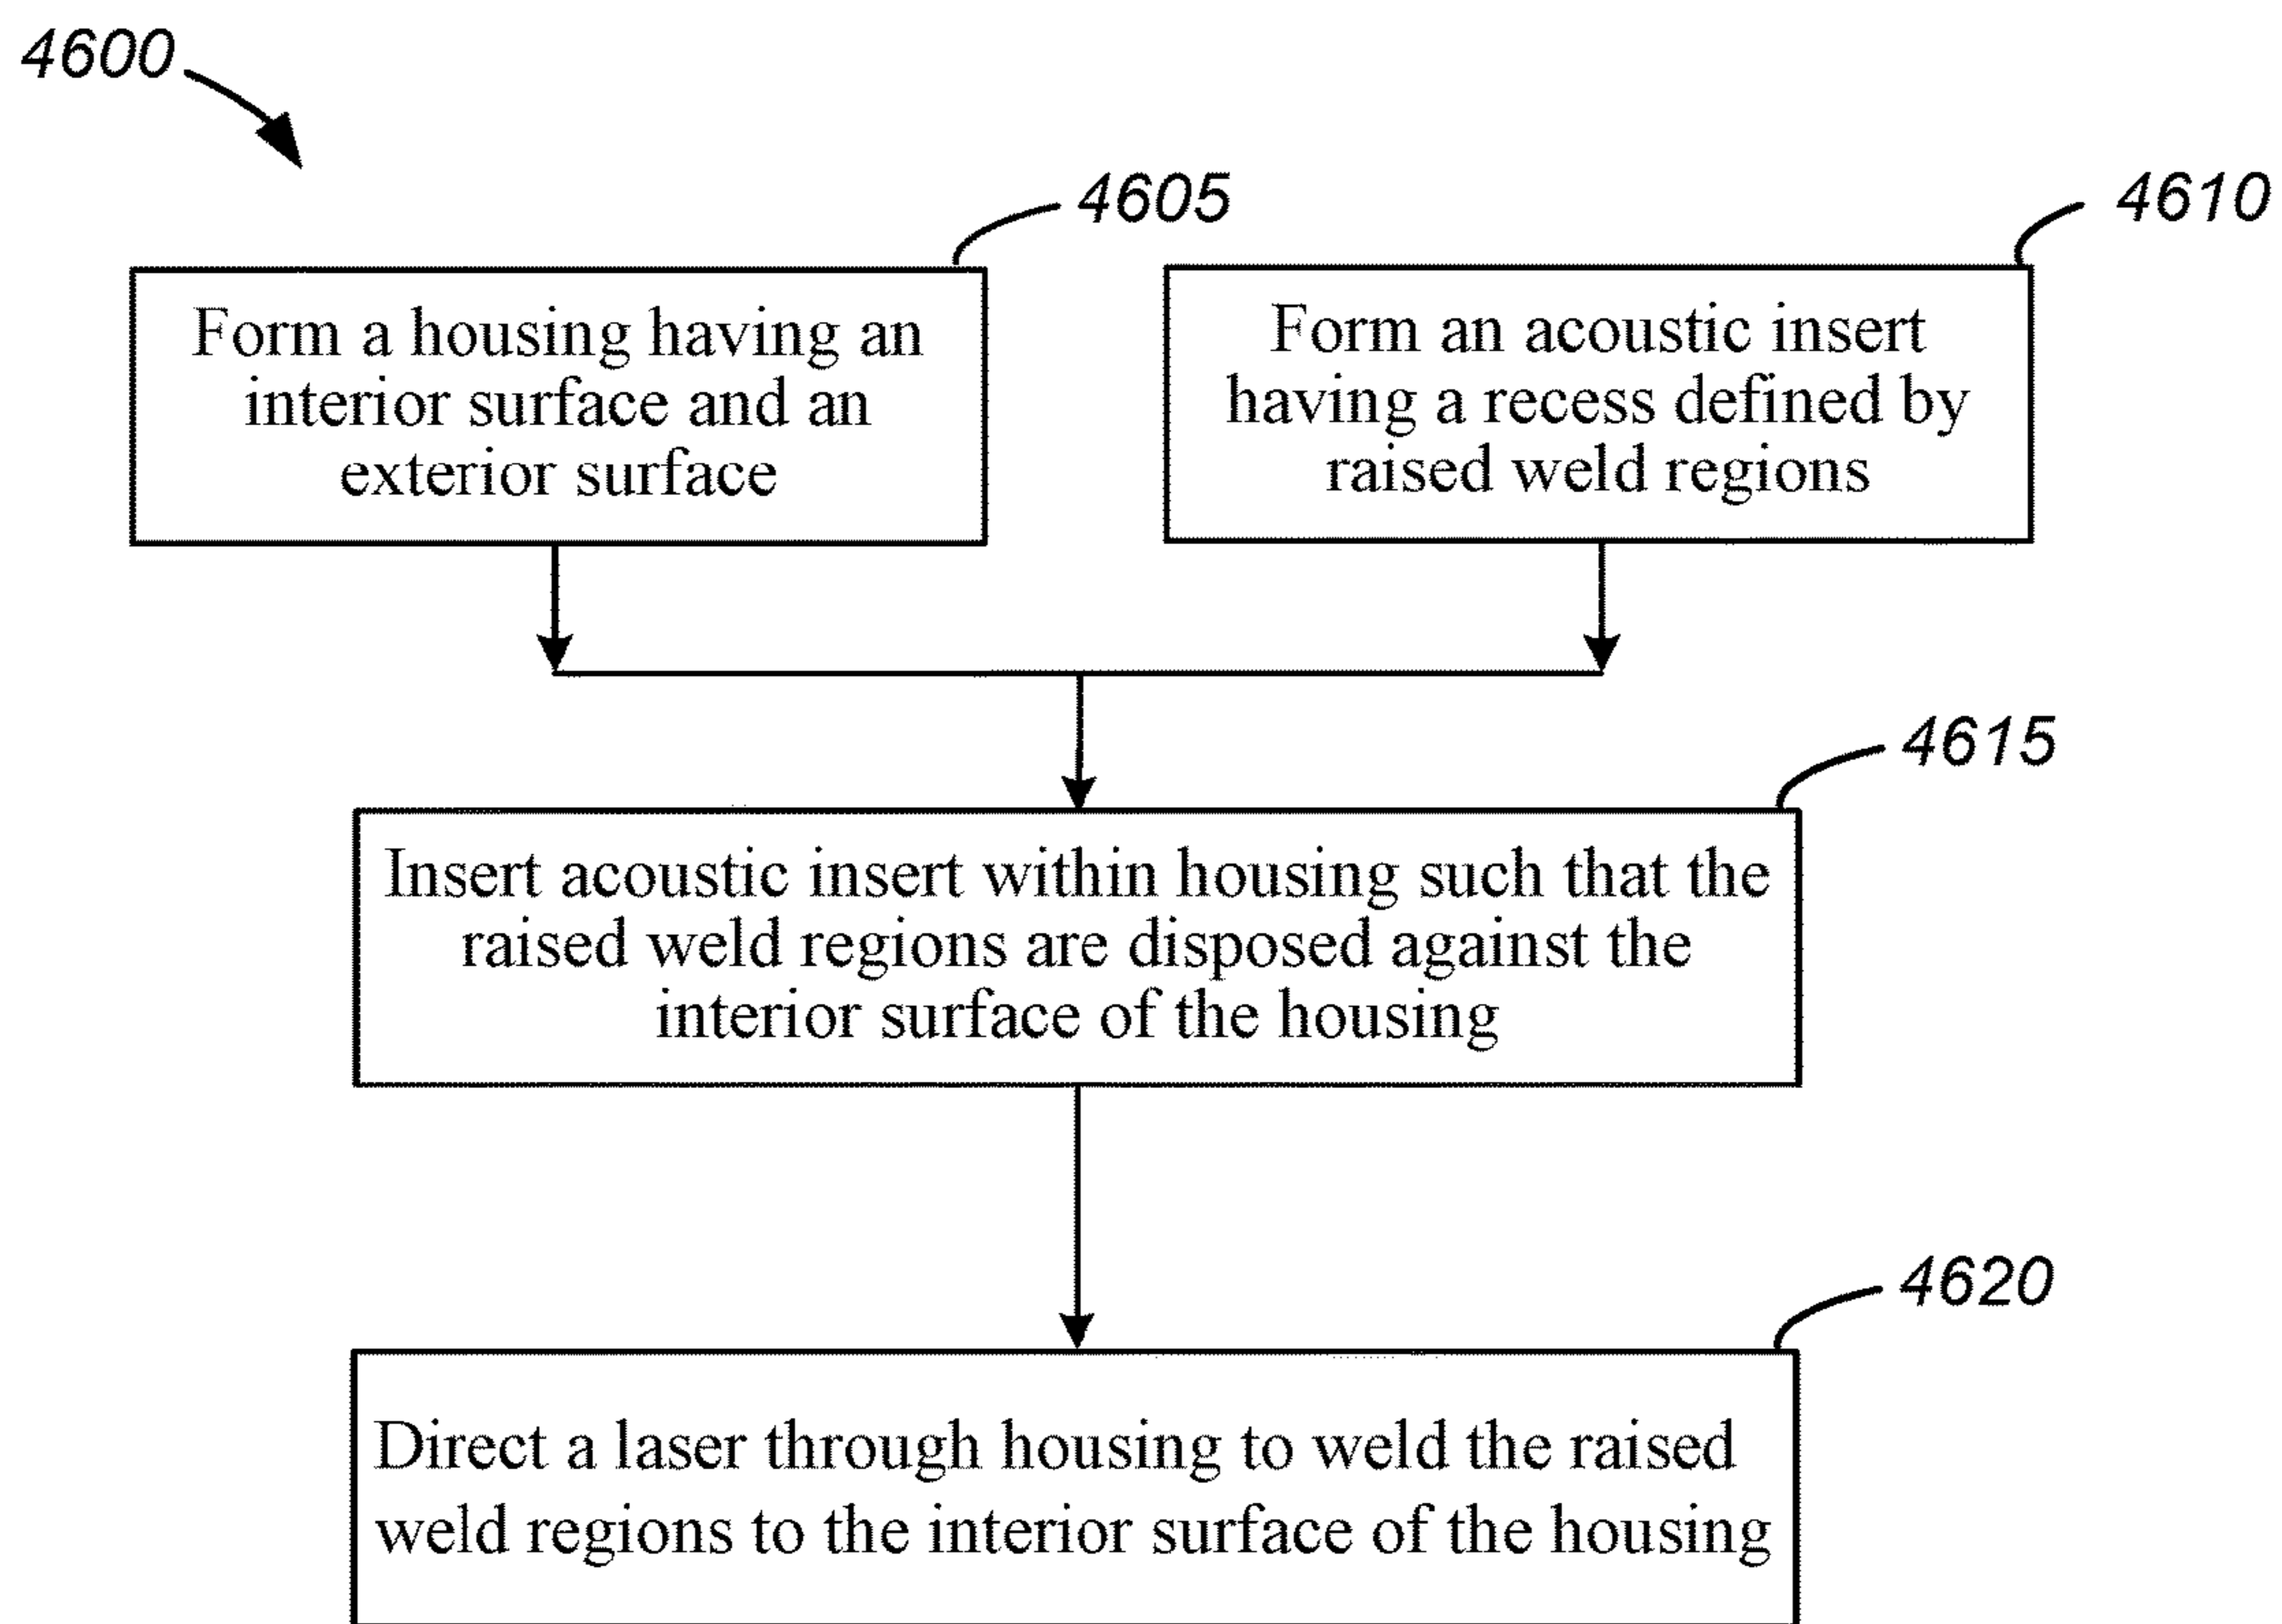 4600
4605
4610
Form a housing having an
interior surface and an
exterior surface
Form an acoustic insert
having a recess defined by
raised weld regions
4615
Insert acoustic insert within housing such that the
raised weld regions are disposed against the
interior surface of the housing
4620
Direct a laser through housing to weld the raised
weld regions to the interior surface of the housing